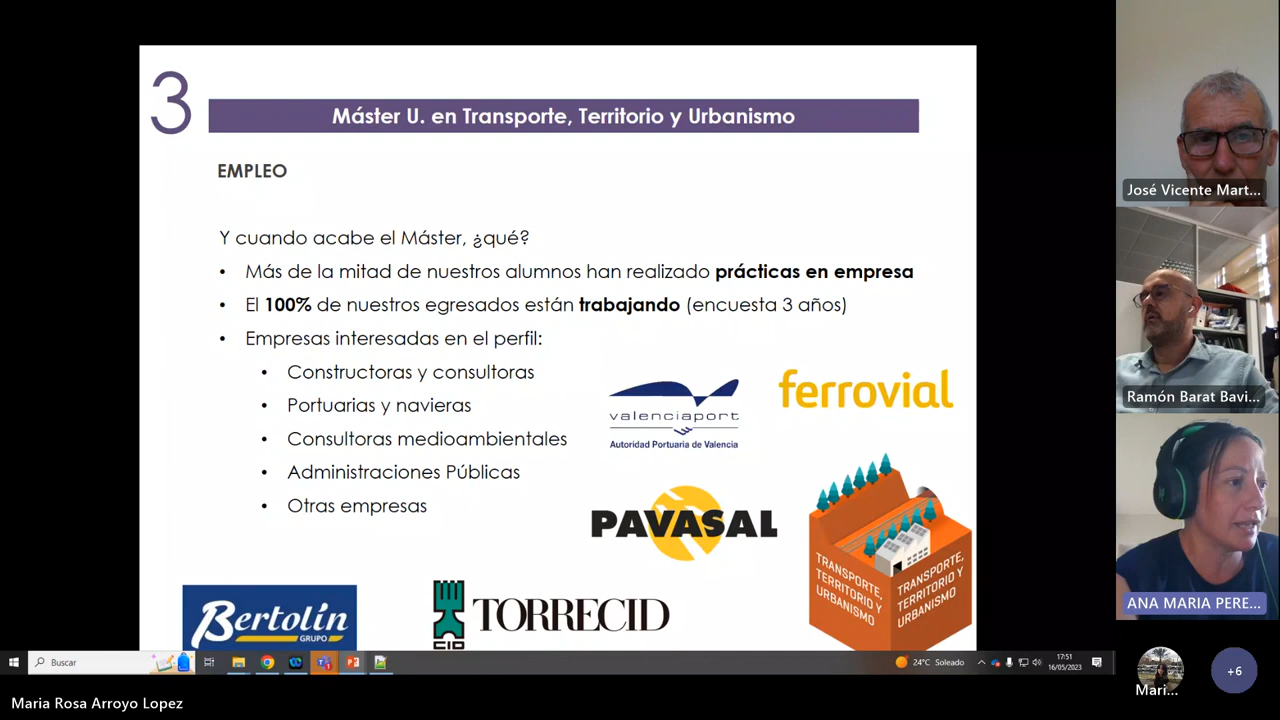 3
Máster U. en Transporte, Territorio y Urbanismo
EMPLEO
Y cuando acabe el Máster, ¿qué?
• Más de la mitad de nuestros alumnos han realizado prácticas en empresa
• El 100% de nuestros egresados están trabajando (encuesta 3 años)
• Empresas interesadas en el perfil:
• Constructoras y consultoras
• Portuarias y navieras
• Consultoras medioambientales
• Administraciones Públicas
• Otras empresas
valenciaport
Autoridad Portuaria de Valencia
ferrovial
PAVASAL
TRANSPORTE,
TERRITORIO Y
URBANISMO
TRANSPORTE,
TERRITORIO Y
URBANISMO
Bertolín
GRUPO
CID
TORRECID
José Vicente Mart...
Ramón Barat Bavi...
ANA MARIA PERE...
Mari...
+6
Buscar
24°C Soleado
17:51
16/05/2023
Maria Rosa Arroyo Lopez